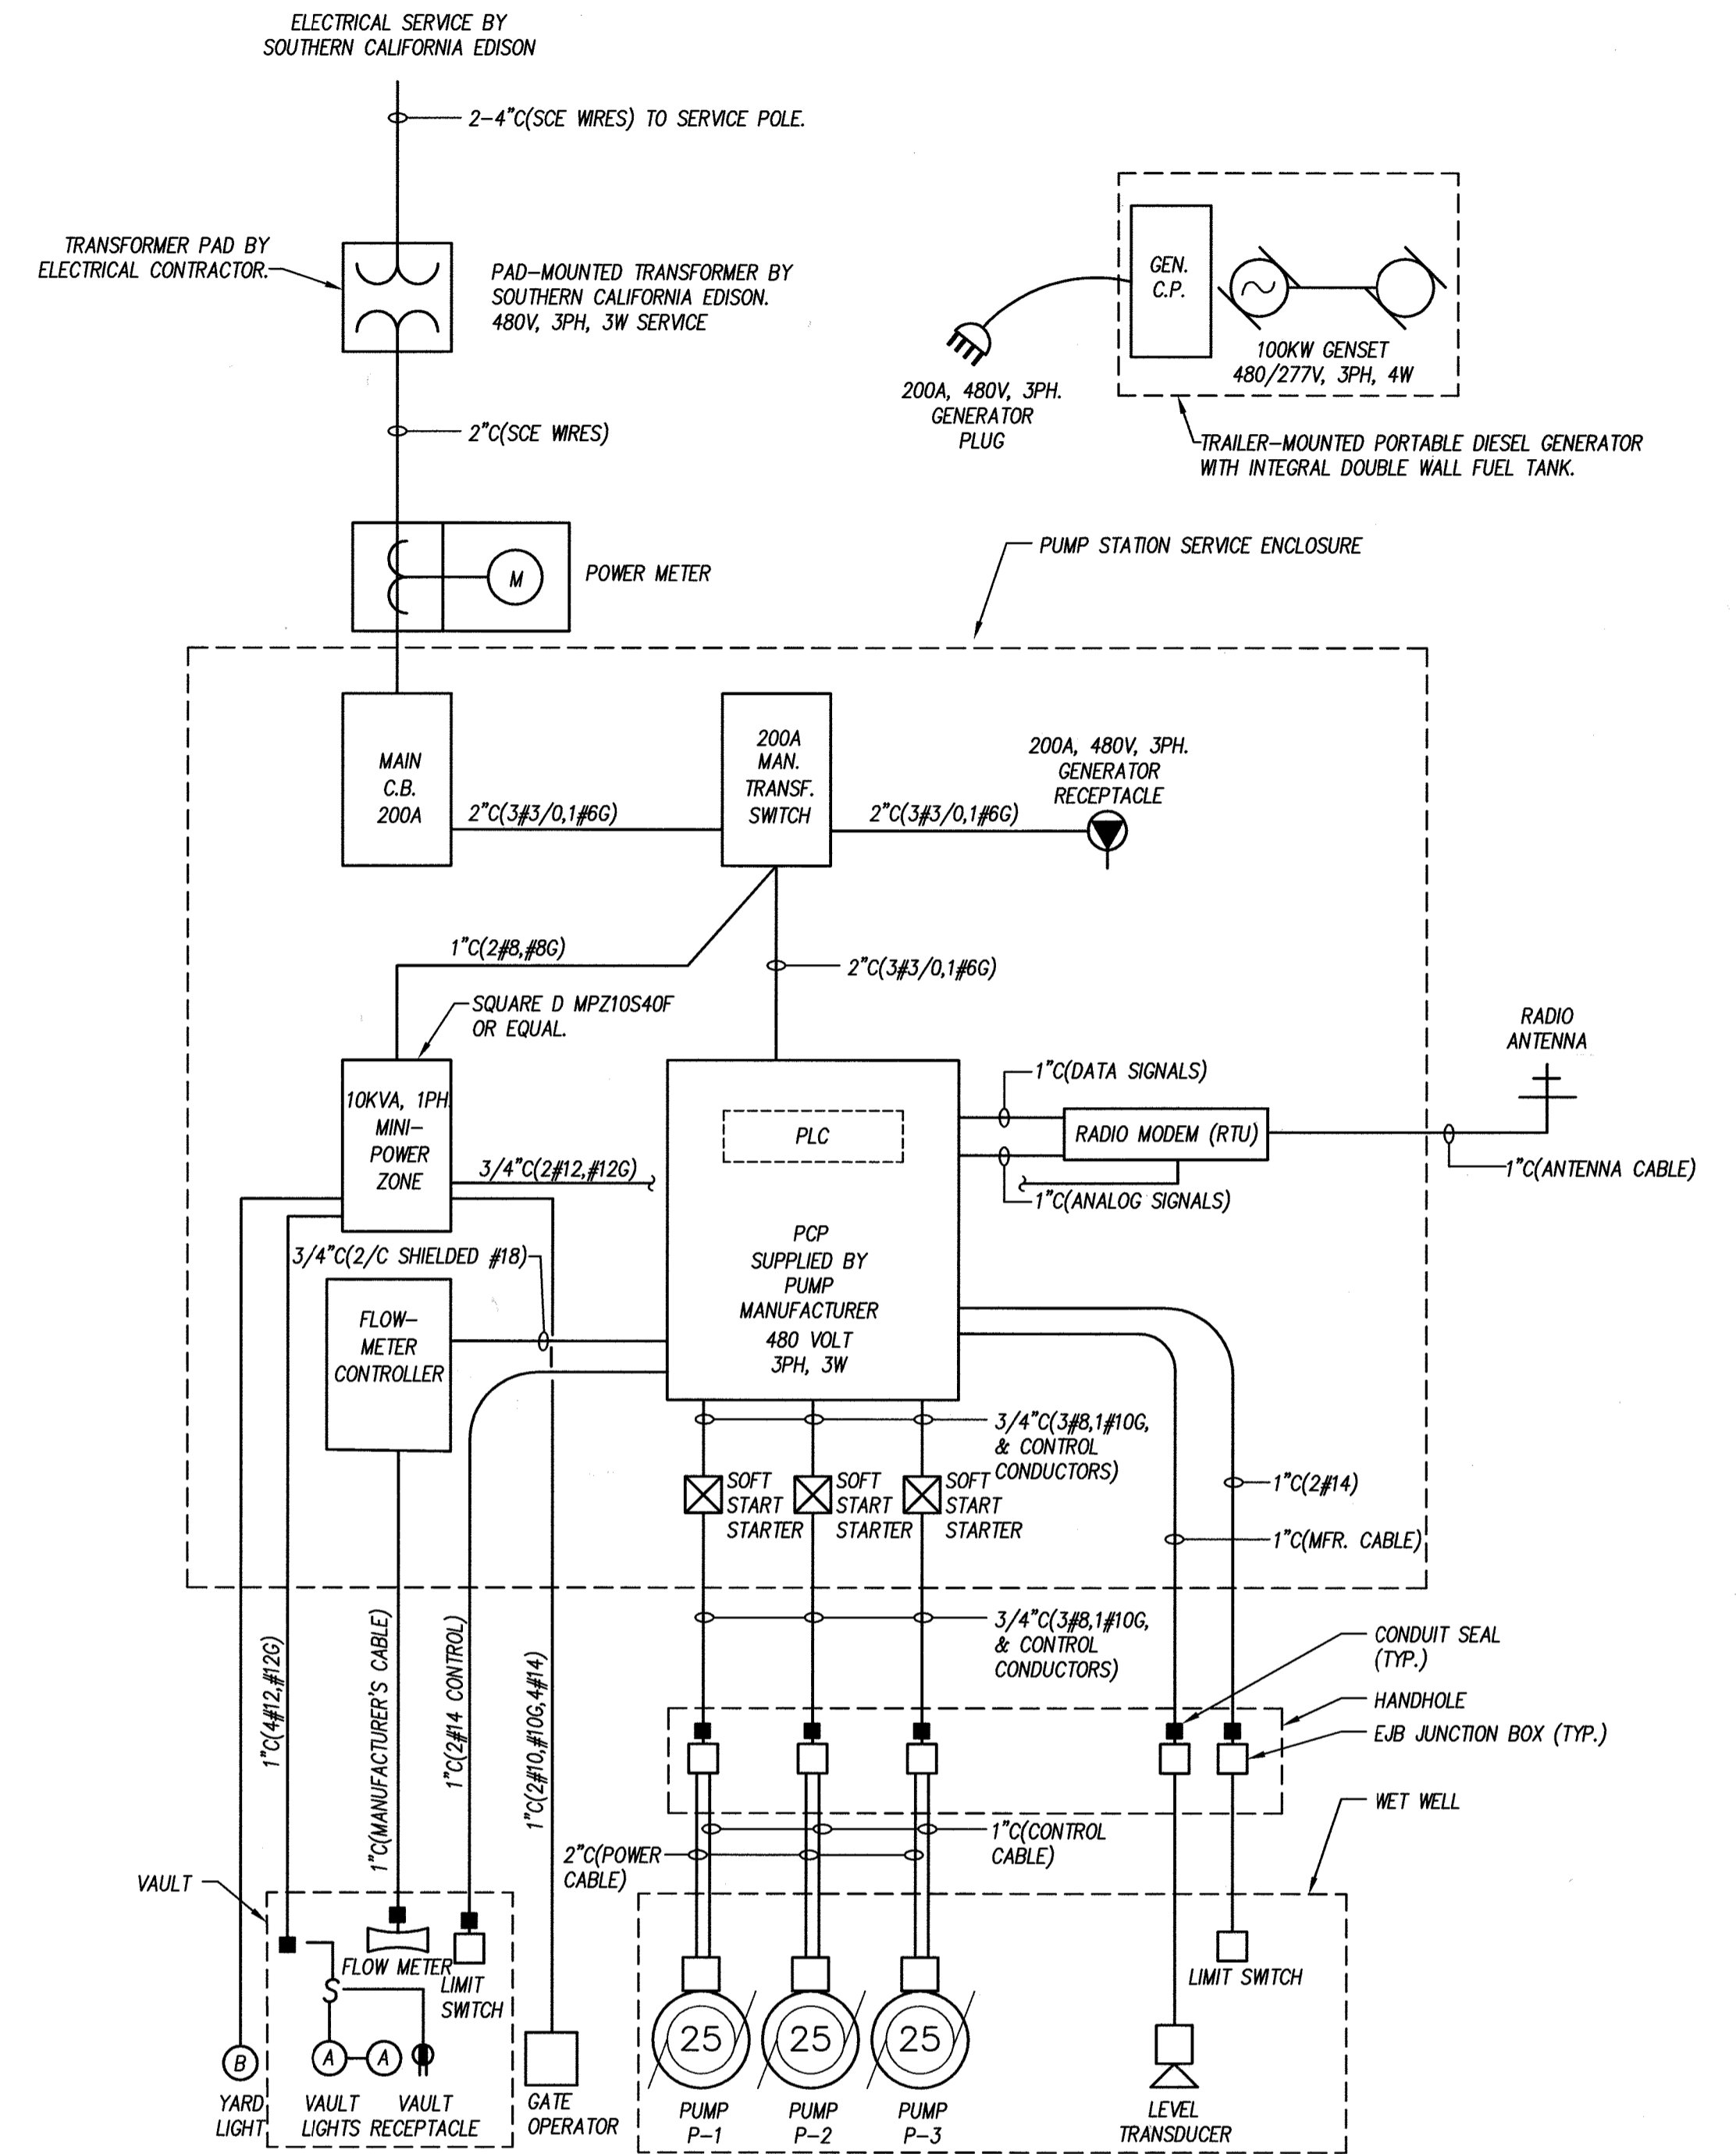 ELECTRICAL SERVICE BY
SOUTHERN CALIFORNIA EDISON
2-4"C(SCE WIRES) TO SERVICE POLE.
TRANSFORMER PAD BY
ELECTRICAL CONTRACTOR.
PAD-MOUNTED TRANSFORMER BY
SOUTHERN CALIFORNIA EDISON.
480V, 3PH, 3W SERVICE
GEN.
C.P.
100KW GENSET
480/277V, 3PH, 4W
200A, 480V, 3PH.
GENERATOR
PLUG
TRAILER-MOUNTED PORTABLE DIESEL GENERATOR
WITH INTEGRAL DOUBLE WALL FUEL TANK.
2"C(SCE WIRES)
M
POWER METER
PUMP STATION SERVICE ENCLOSURE
MAIN
C.B.
200A
2"C(3#3/0,1#6G)
200A
MAN.
TRANSF.
SWITCH
2"C(3#3/0,1#6G)
200A, 480V, 3PH.
GENERATOR
RECEPTACLE
1"C(2#8,#8G)
2"C(3#3/0,1#6G)
SQUARE D MPZ10S40F
OR EQUAL.
10KVA, 1PH.
MINI-
POWER
ZONE
3/4"C(2#12,#12G)
PLC
1"C(DATA SIGNALS)
RADIO MODEM (RTU)
1"C(ANALOG SIGNALS)
RADIO
ANTENNA
1"C(ANTENNA CABLE)
3/4"C(2/C SHIELDED #18)
FLOW-
METER
CONTROLLER
PCP
SUPPLIED BY
PUMP
MANUFACTURER
480 VOLT
3PH, 3W
3/4"C(3#8,1#10G,
& CONTROL
CONDUCTORS)
SOFT
START
STARTER
SOFT
START
STARTER
SOFT
START
STARTER
1"C(2#14)
1"C(MFR. CABLE)
3/4"C(3#8,1#10G,
& CONTROL
CONDUCTORS)
CONDUIT SEAL
(TYP.)
HANDHOLE
EJB JUNCTION BOX (TYP.)
WET WELL
1"C(4#12,#12G)
1"C(MANUFACTURER'S CABLE)
1"C(2#14 CONTROL)
1"C(2#10,#10G,4#14)
2"C(POWER
CABLE)
1"C(CONTROL
CABLE)
VAULT
FLOW METER
LIMIT
SWITCH
S
B
A
A
YARD
LIGHT
VAULT
LIGHTS
VAULT
RECEPTACLE
GATE
OPERATOR
25
25
25
PUMP
P-1
PUMP
P-2
PUMP
P-3
LIMIT SWITCH
LEVEL
TRANSDUCER